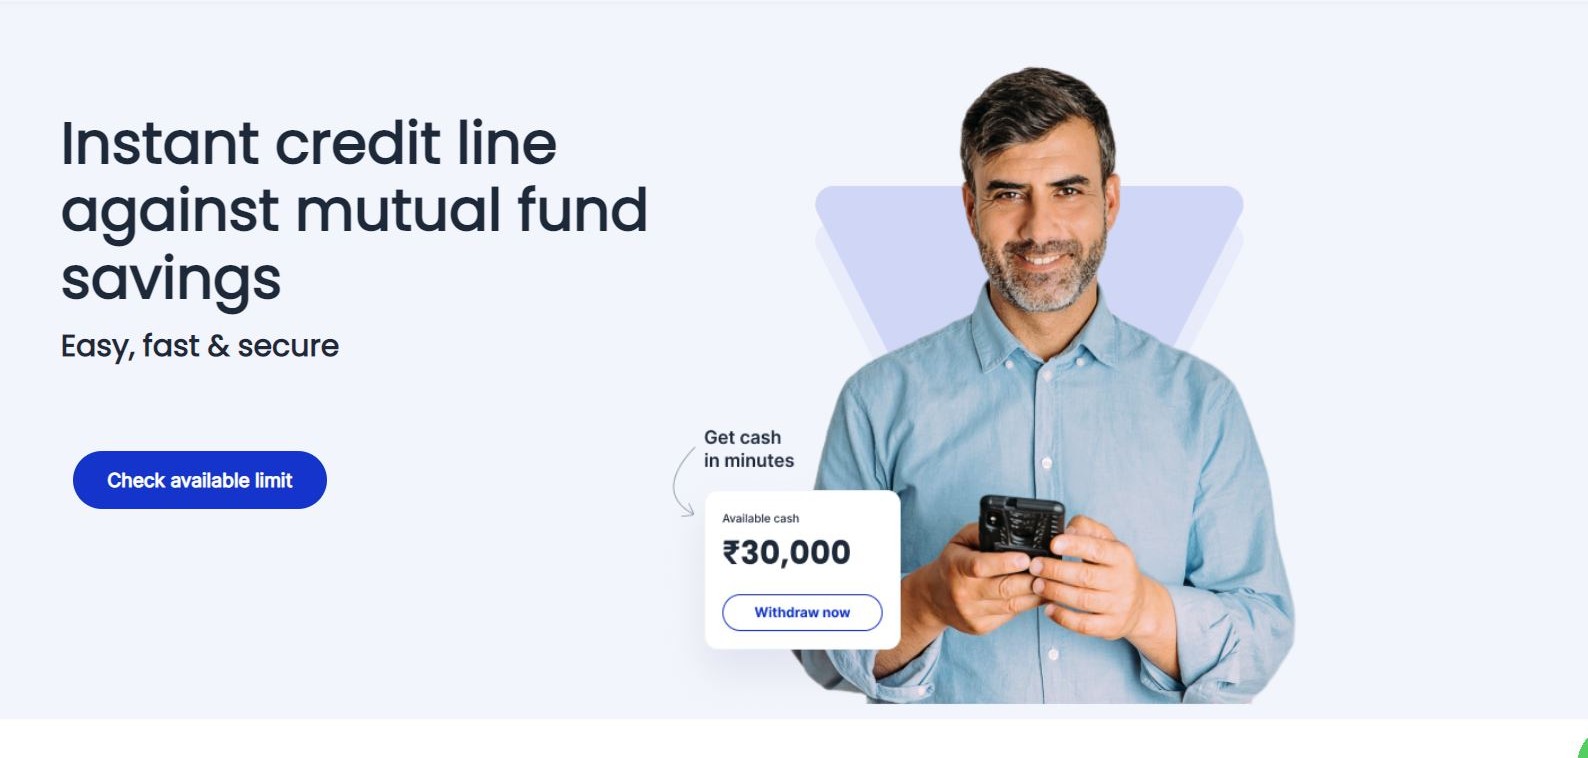 Instant credit line
against mutual fund
savings
Easy, fast & secure
Check available limit
Get cash
in minutes
Available cash
₹30,000
Withdraw now